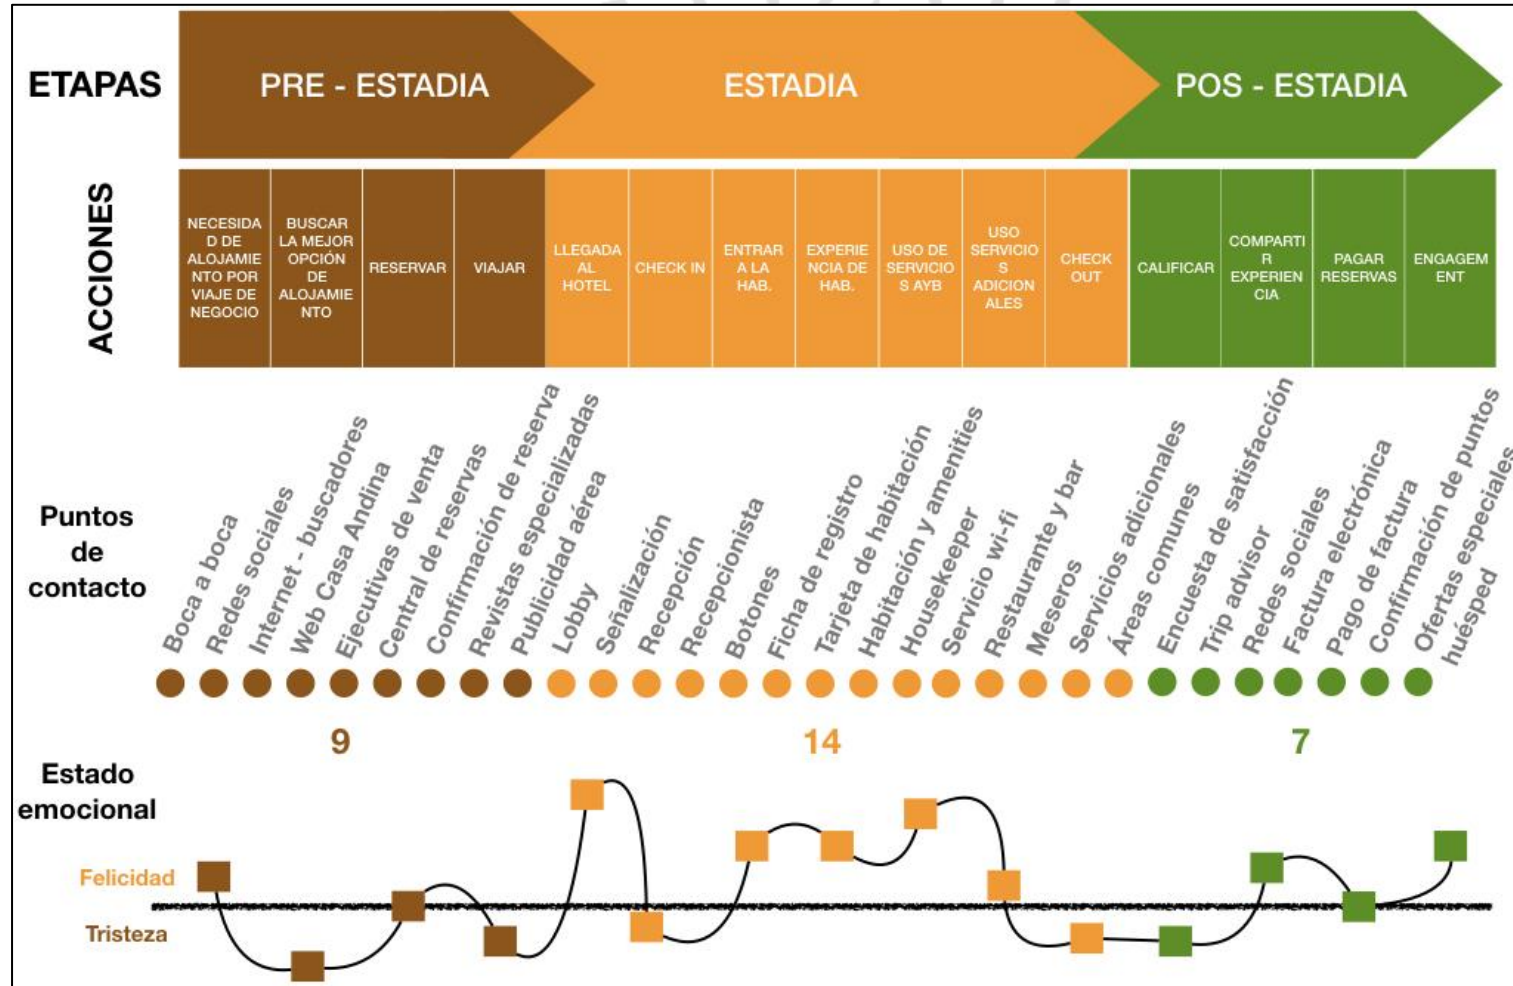 ETAPAS
PRE - ESTADIA
ESTADIA
POS - ESTADIA
ACCIONES
NECESIDA
D DE
ALOJAMIE
NTO POR
VIAJE DE
NEGOCIO
BUSCAR
LA MEJOR
OPCIÓN
DE
ALOJAMIE
NTO
RESERVAR
VIAJAR
LLEGADA
AL
HOTEL
CHECK IN
ENTRAR
A LA
HAB.
EXPERIE
NCIA DE
HAB.
USO DE
SERVICIO
S AYB
USO
SERVICIO
S
ADICION
ALES
CHECK
OUT
CALIFICAR
COMPARTI
R
EXPERIEN
CIA
PAGAR
RESERVAS
ENGAGEM
ENT
Puntos
de
contacto
Boca a boca
Redes sociales
Internet - buscadores
Web Casa Andina
Ejecutivas de venta
Central de reservas
Confirmación de reserva
Revistas especializadas
Publicidad aérea
Lobby
Señalización
Recepción
Recepcionista
Botones
Ficha de registro
Tarjeta de habitación
Habitación y amenities
Housekeeper
Servicio wi-fi
Restaurante y bar
Meseros
Servicios adicionales
Áreas comunes
Encuesta de satisfacción
Trip advisor
Redes sociales
Factura electrónica
Pago de factura
Confirmación de puntos
Ofertas especiales
huésped
9
14
7
Estado
emocional
Felicidad
Tristeza